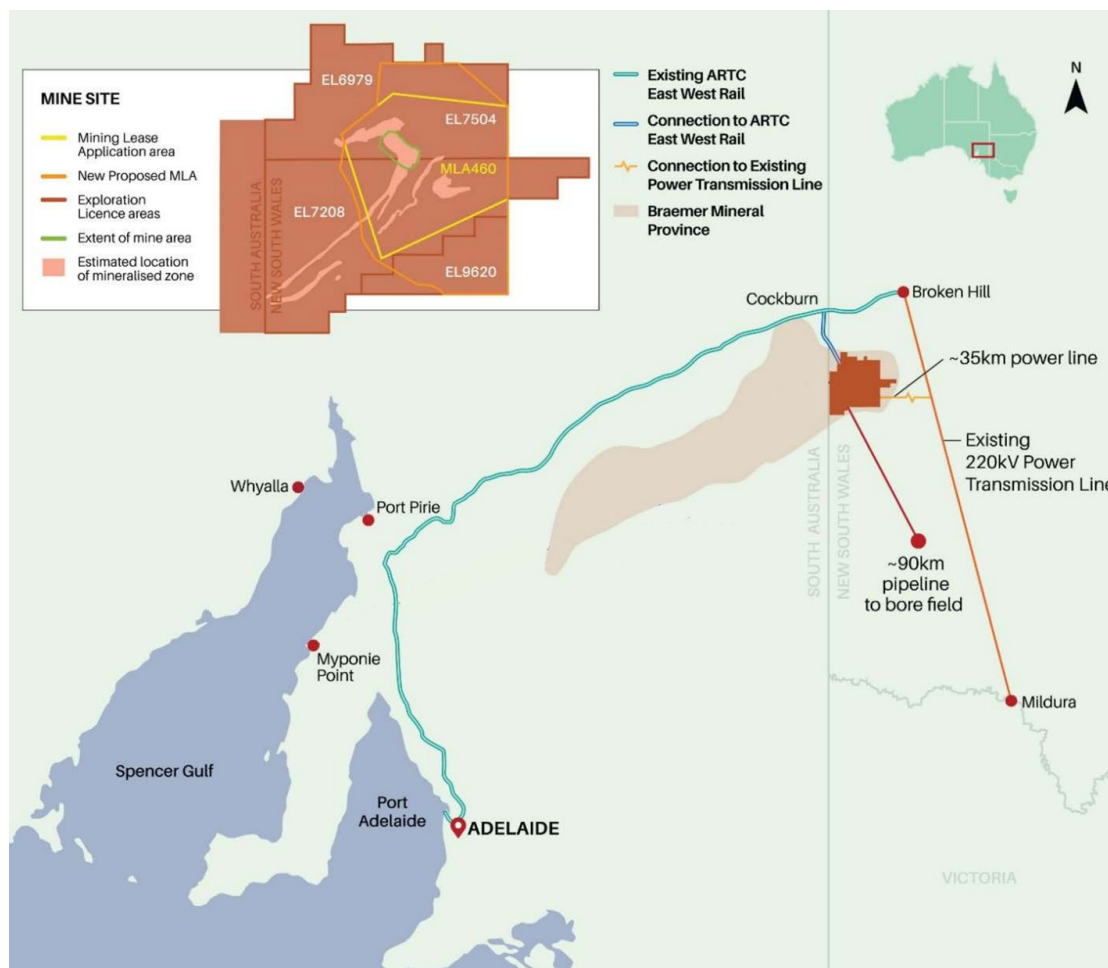 MINE SITE
Mining Lease
Application area
New Proposed MLA
Exploration
Licence areas
Extent of mine area
Estimated location
of mineralised zone
EL6979
EL7504
MLA460
EL7208
EL9620
SOUTH AUSTRALIA
NEW SOUTH WALES
Existing ARTC
East West Rail
Connection to ARTC
East West Rail
Connection to Existing
Power Transmission Line
Braemer Mineral
Province
N
Cockburn
Broken Hill
~35km power line
Existing
220kV Power
Transmission Line
Whyalla
Port Pirie
SOUTH AUSTRALIA
NEW SOUTH WALES
~90km
pipeline
to bore field
Myponie
Point
Mildura
Spencer Gulf
Port
Adelaide
ADELAIDE
VICTORIA